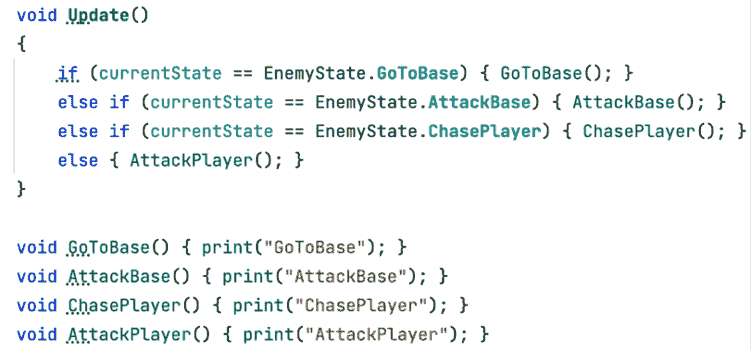 void Update()
{
if (currentState == EnemyState.GoToBase) { GoToBase(); }
else if (currentState == EnemyState.AttackBase) { AttackBase(); }
else if (currentState == EnemyState.ChasePlayer) { ChasePlayer(); }
else { AttackPlayer(); }
}
void GoToBase() { print("GoToBase"); }
void AttackBase() { print("AttackBase"); }
void ChasePlayer() { print("ChasePlayer"); }
void AttackPlayer() { print("AttackPlayer"); }